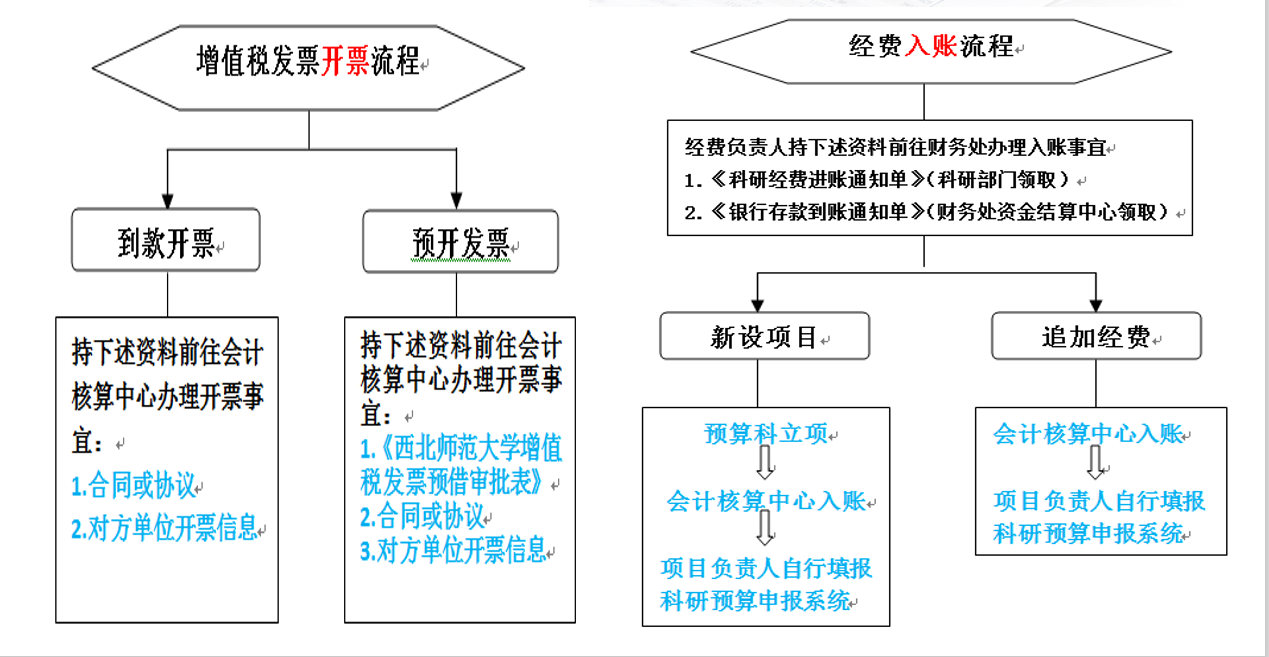 增值税发票开票流程
到款开票
预开发票
持下述资料前往会计
核算中心办理开票事
宜：
1.合同或协议
2.对方单位开票信息
持下述资料前往会计
核算中心办理开票事
宜：
1.《西北师范大学增值
税发票预借审批表》
2.合同或协议
3.对方单位开票信息
经费入账流程
经费负责人持下述资料前往财务处办理入账事宜
1.《科研经费进账通知单》（科研部门领取）
2.《银行存款到账通知单》（财务处资金结算中心领取）
新设项目
追加经费
预算科立项
会计核算中心入账
项目负责人自行填报
科研预算申报系统
会计核算中心入账
项目负责人自行填报
科研预算申报系统